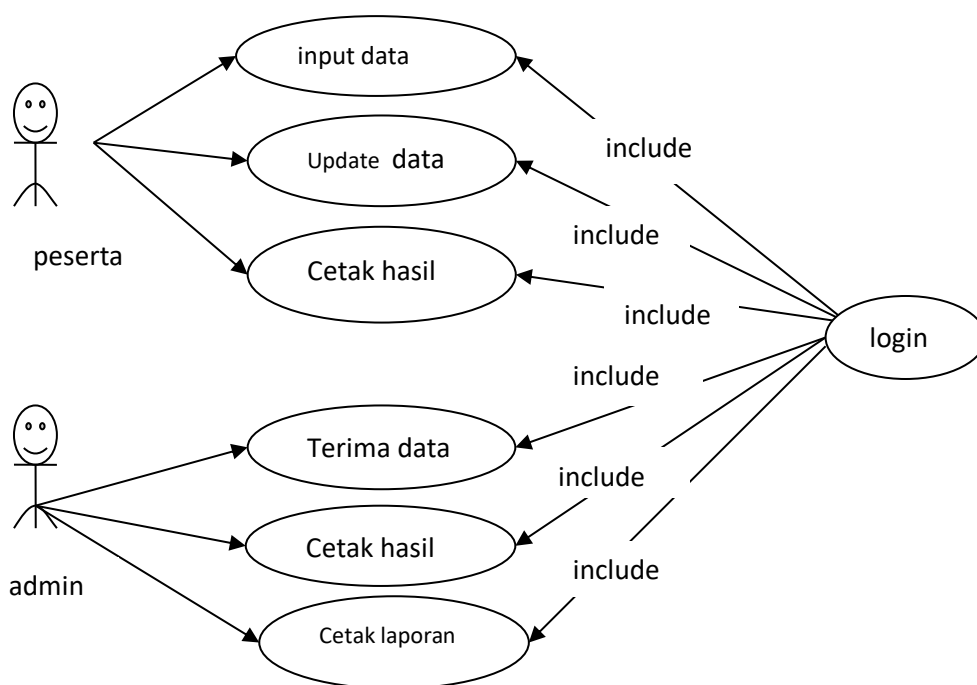 input data
include
Update data
include
peserta
Cetak hasil
include
login
include
Terima data
include
Cetak hasil
include
admin
Cetak laporan